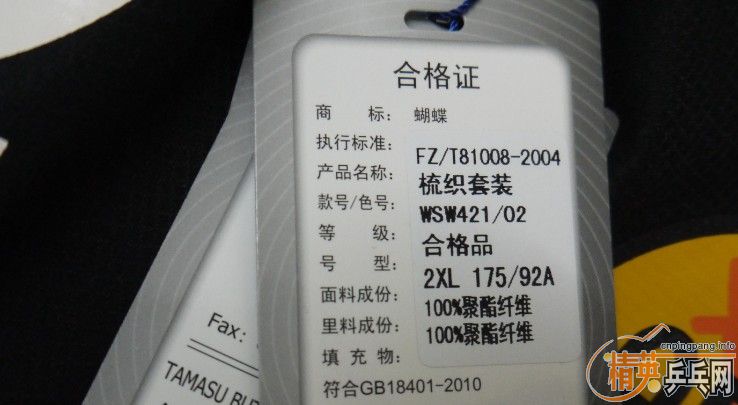 合格证
商 标: 蝴蝶
执行标准: FZ/T81008-2004
产品名称: 梳织套装
款号/色号: WSW421/02
等 级: 合格品
号 型: 2XL 175/92A
面料成份: 100%聚酯纤维
里料成份: 100%聚酯纤维
填 充 物:
符合GB18401-2010
Fax:
TAMASU BU
cnpingpang.info
精英乒乓网